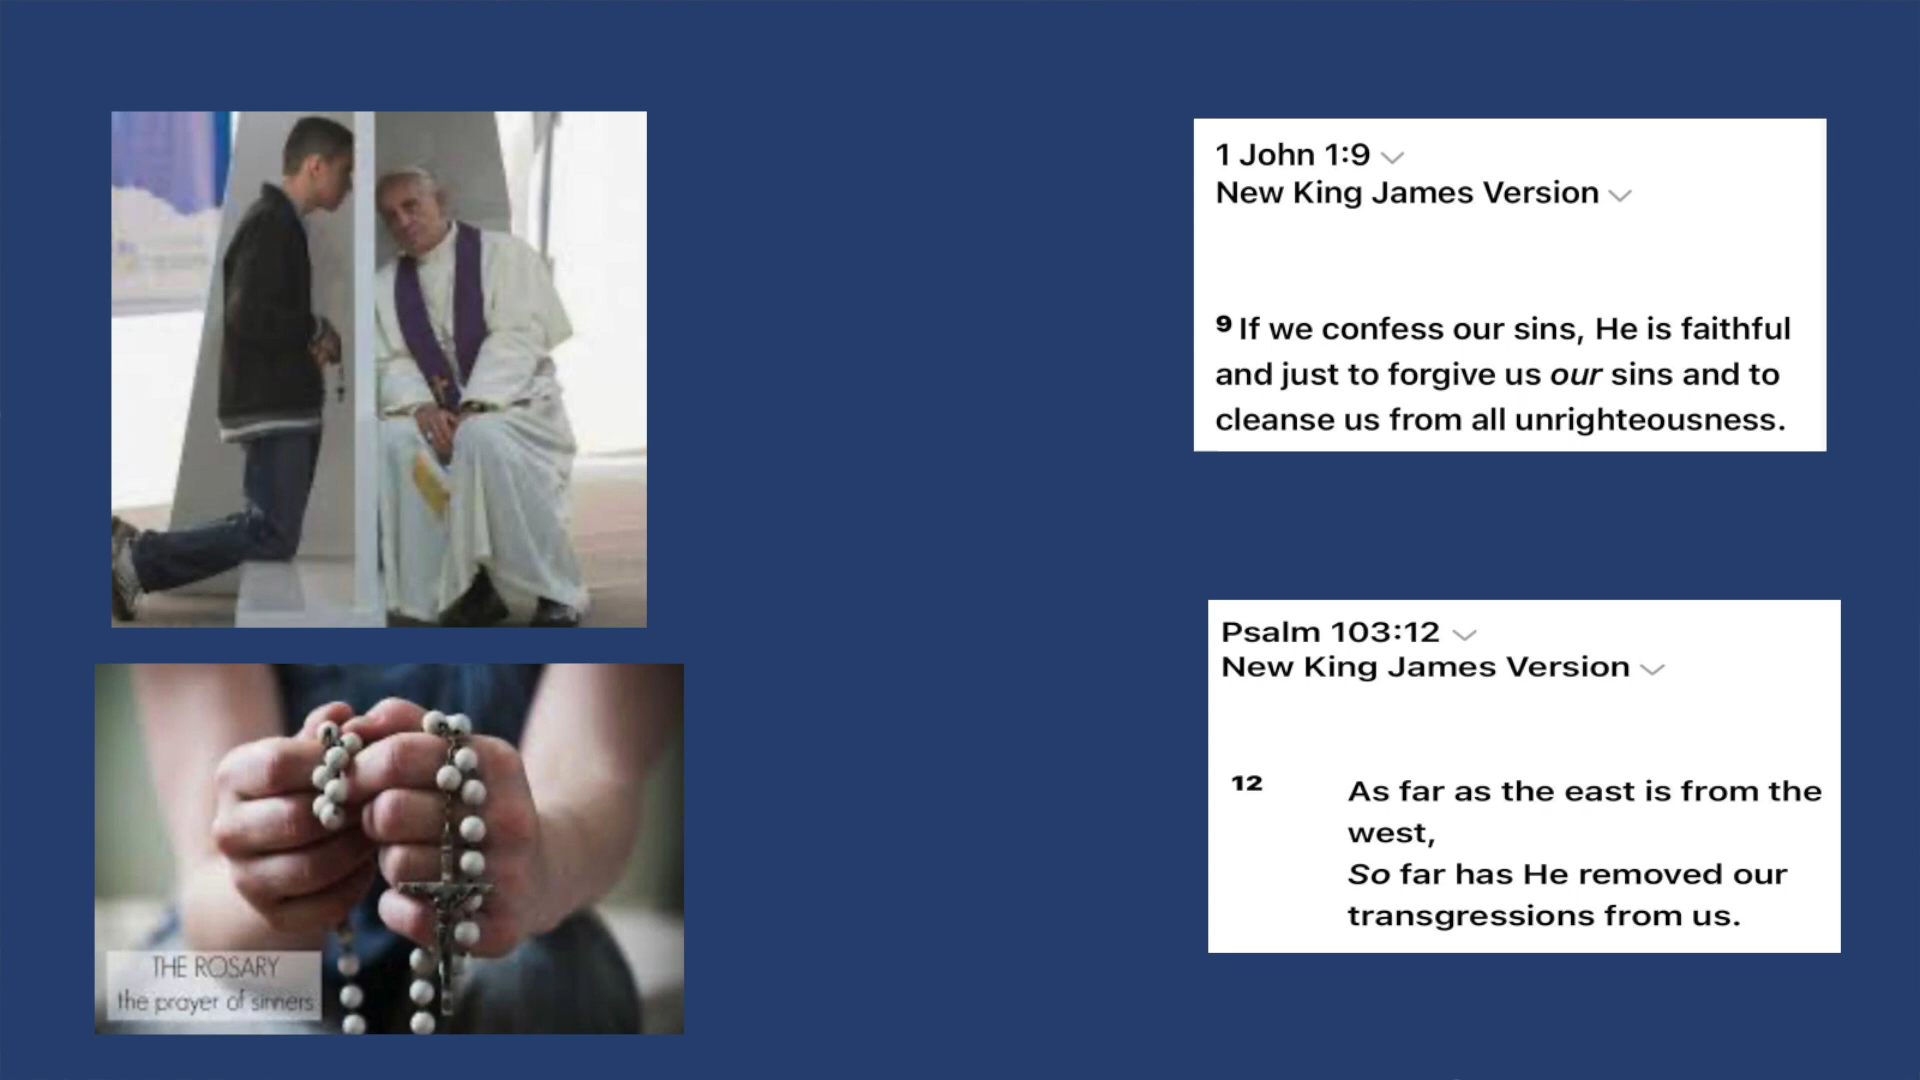 1 John 1:9
New King James Version
9 If we confess our sins, He is faithful
and just to forgive us our sins and to
cleanse us from all unrighteousness.
Psalm 103:12
New King James Version
12 As far as the east is from the
west,
So far has He removed our
transgressions from us.
THE ROSARY
the prayer of sinners